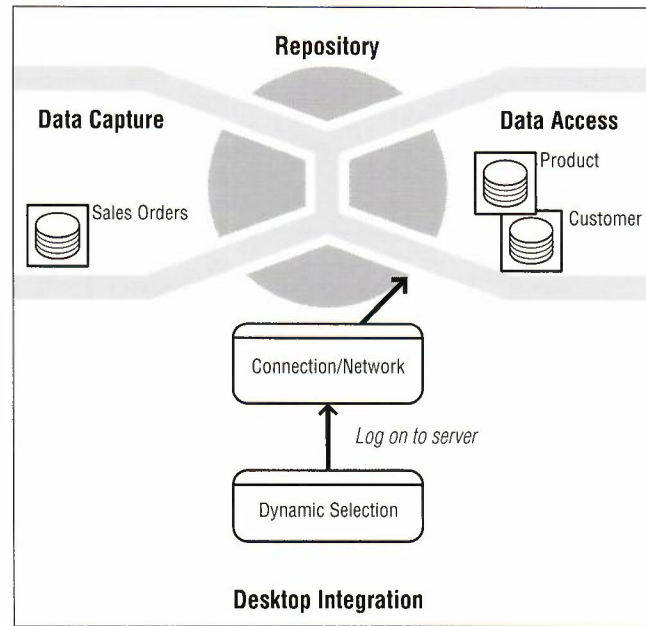 Repository
Data Capture
Data Access
Product
Sales Orders
Customer
Connection/Network
Log on to server
Dynamic Selection
Desktop Integration